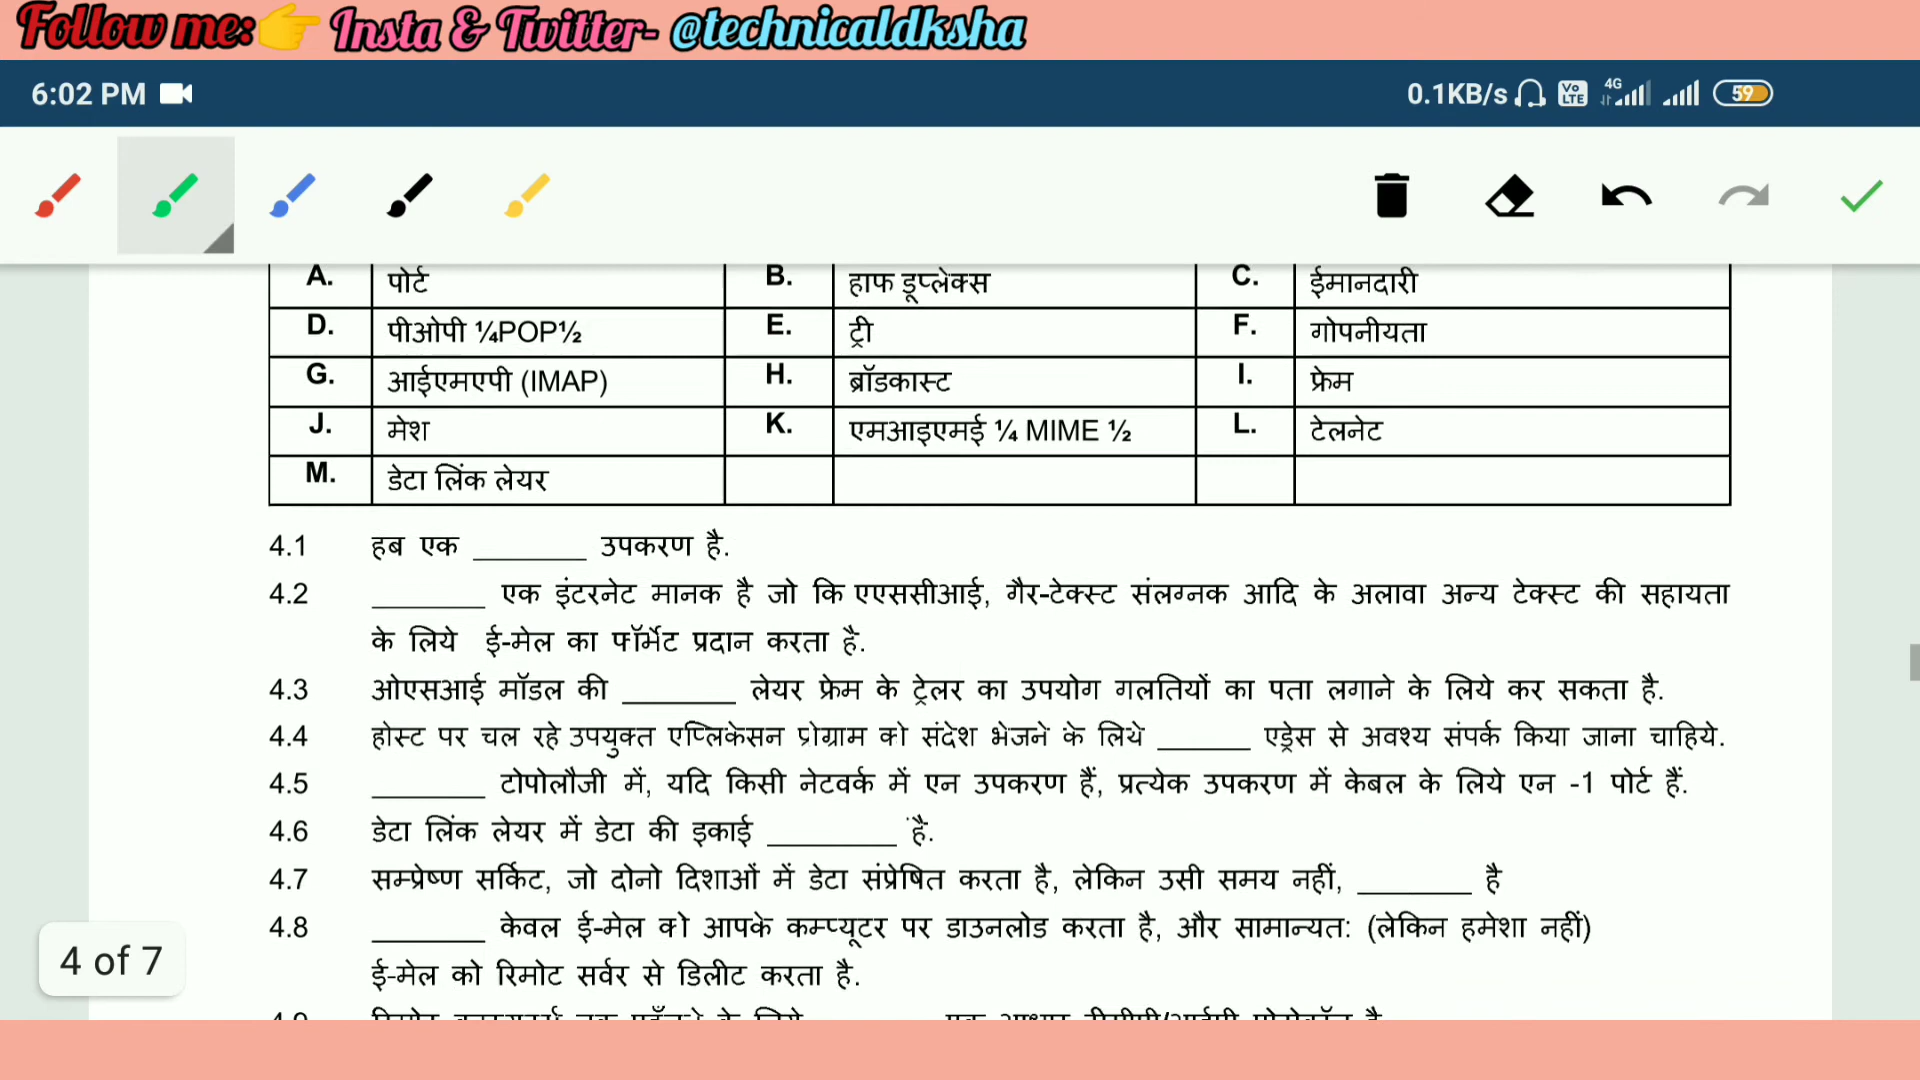 Follow me:👉 Insta & Twitter- @technicaldksha
6:02 PM 0.1KB/s Vo LTE 4G 59
A. पोर्ट B. हाफ डूप्लेक्स C. ईमानदारी
D. पीओपी ¼POP½ E. ट्री F. गोपनीयता
G. आईएमएपी (IMAP) H. ब्रॉडकास्ट I. फ्रेम
J. मेश K. एमआइएमई ¼ MIME ½ L. टेलनेट
M. डेटा लिंक लेयर
4.1 हब एक ________ उपकरण है.
4.2 ________ एक इंटरनेट मानक है जो कि एएससीआई, गैर-टेक्स्ट संलग्नक आदि के अलावा अन्य टेक्स्ट की सहायता
के लिये ई-मेल का फॉर्मेट प्रदान करता है.
4.3 ओएसआई मॉडल की ________ लेयर फ्रेम के ट्रेलर का उपयोग गलतियों का पता लगाने के लिये कर सकता है.
4.4 होस्ट पर चल रहे उपयुक्त एप्लिकेसन प्रोग्राम को संदेश भेजने के लिये ______ एड्रेस से अवश्य संपर्क किया जाना चाहिये.
4.5 ________ टोपोलौजी में, यदि किसी नेटवर्क में एन उपकरण हैं, प्रत्येक उपकरण में केबल के लिये एन -1 पोर्ट हैं.
4.6 डेटा लिंक लेयर में डेटा की इकाई _________ है.
4.7 सम्प्रेष्ण सर्किट, जो दोनो दिशाओं में डेटा संप्रेषित करता है, लेकिन उसी समय नहीं, ________ है
4.8 ________ केवल ई-मेल को आपके कम्प्यूटर पर डाउनलोड करता है, और सामान्यत: (लेकिन हमेशा नहीं)
4 of 7 ई-मेल को रिमोट सर्वर से डिलीट करता है.